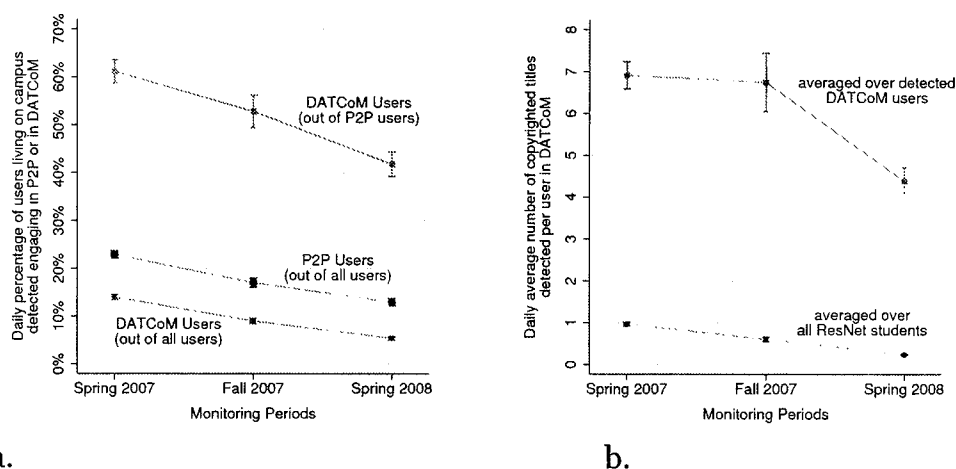 Daily percentage of users living on campus
detected engaging in P2P or in DATCoM
70%
60%
50%
40%
30%
20%
10%
0%
DATCoM Users
(out of P2P users)
P2P Users
(out of all users)
DATCoM Users
(out of all users)
Spring 2007 Fall 2007 Spring 2008
Monitoring Periods
a.
Daily average number of copyrighted titles
detected per user in DATCoM
8
7
6
5
4
3
2
1
0
averaged over detected
DATCoM users
averaged over
all ResNet students
Spring 2007 Fall 2007 Spring 2008
Monitoring Periods
b.